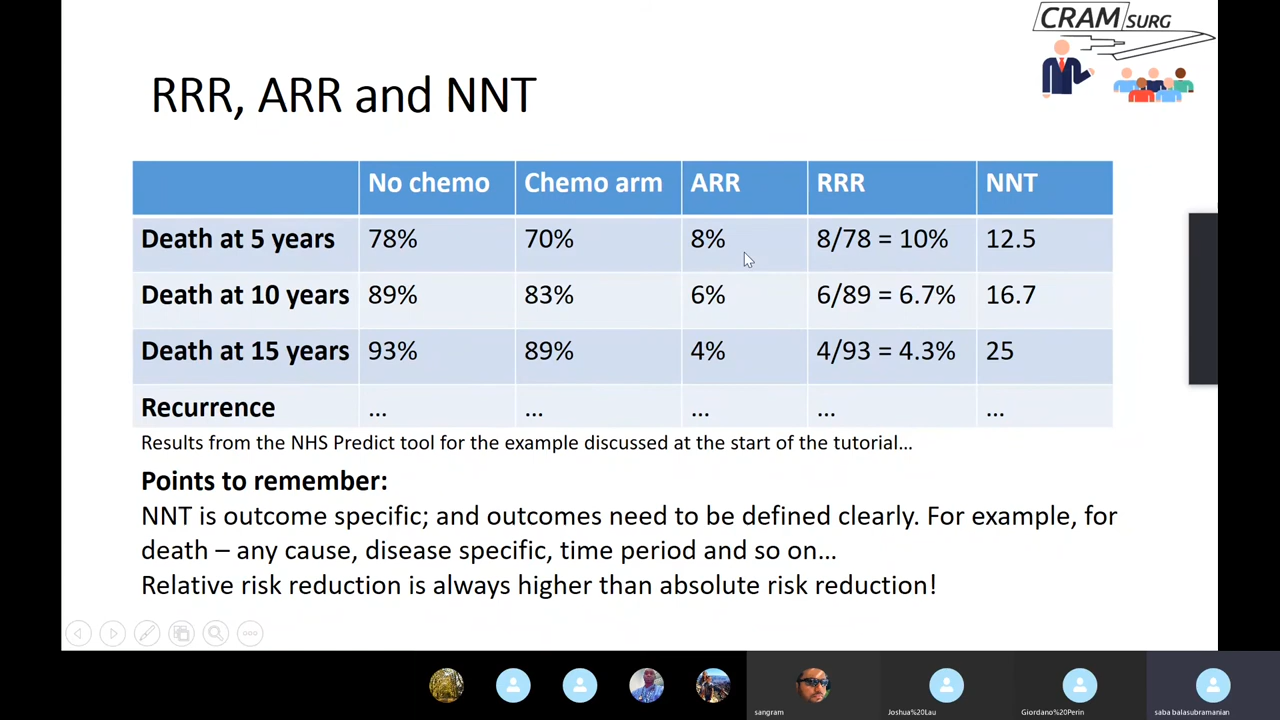 CRAM SURG
RRR, ARR and NNT
No chemo Chemo arm ARR RRR NNT
Death at 5 years 78% 70% 8% 8/78 = 10% 12.5
Death at 10 years 89% 83% 6% 6/89 = 6.7% 16.7
Death at 15 years 93% 89% 4% 4/93 = 4.3% 25
Recurrence ... ... ... ... ...
Results from the NHS Predict tool for the example discussed at the start of the tutorial...
Points to remember:
NNT is outcome specific; and outcomes need to be defined clearly. For example, for
death – any cause, disease specific, time period and so on...
Relative risk reduction is always higher than absolute risk reduction!
sangram Joshua%20Lau Giordano%20Perin saba balasubramanian